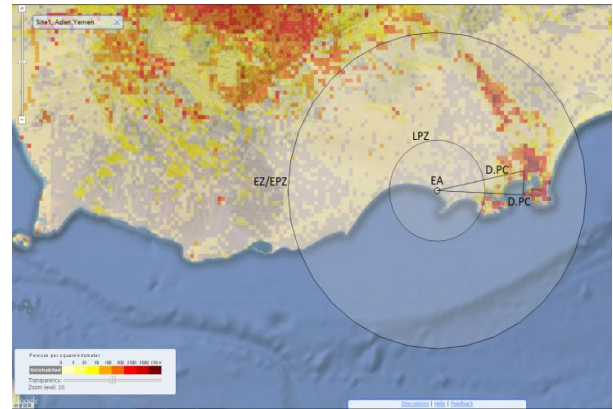 Site1, Aden,Yemen
LPZ
D.PC
EZ/EPZ
EA
D.PC
Persons per square kilometer
Uninhabited
Transparency:
Zoom level: 10
Discussions | Help | Feedback